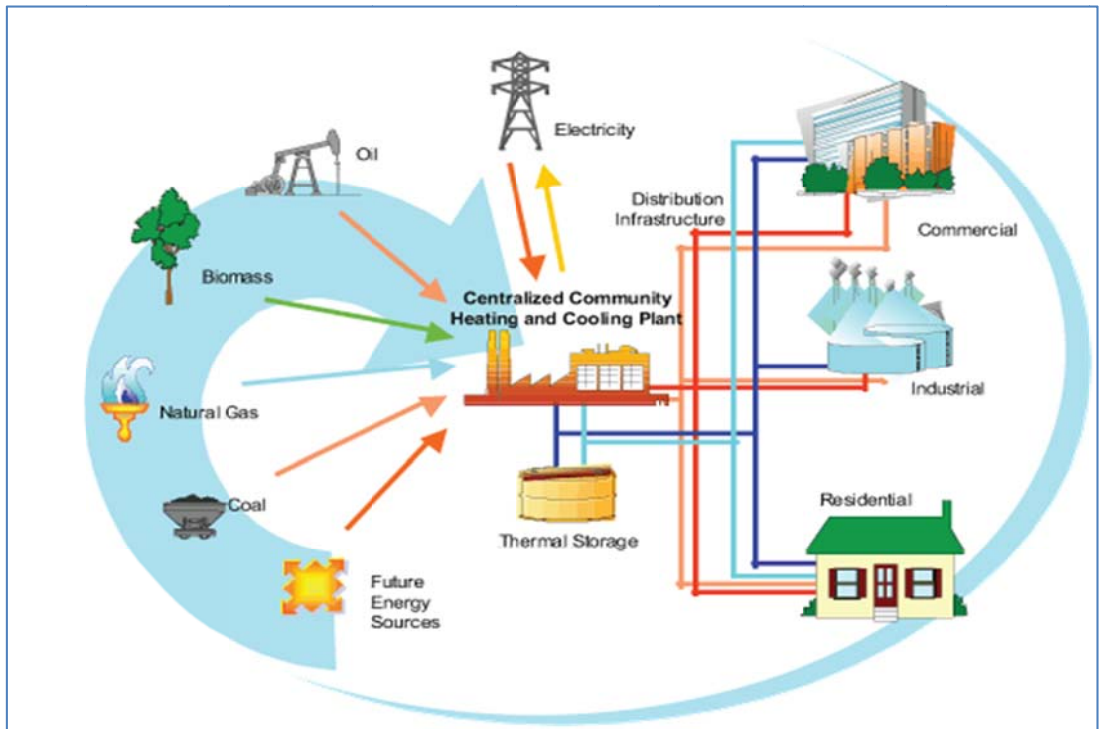 Electricity
Oil
Distribution
Infrastructure
Commercial
Biomass
Centralized Community
Heating and Cooling Plant
Industrial
Natural Gas
Coal
Residential
Thermal Storage
Future
Energy
Sources